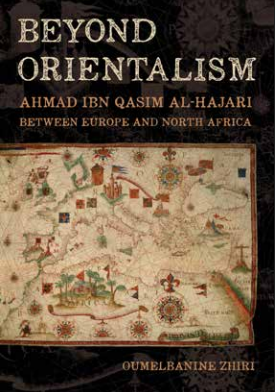 BEYOND
ORIENTALISM
AHMAD IBN QASIM AL-HAJARI
BETWEEN EUROPE AND NORTH AFRICA
OUMELBANINE ZHIRI